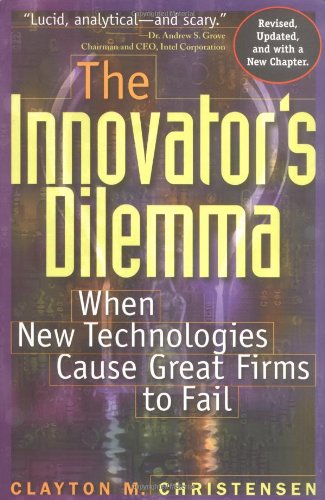 "Lucid, analytical—and scary."
—Dr. Andrew S. Grove
Chairman and CEO, Intel Corporation
Revised,
Updated,
and with a
New Chapter.
The
Innovator's
Dilemma
When
New Technologies
Cause Great Firms
to Fail
CLAYTON M. CHRISTENSEN